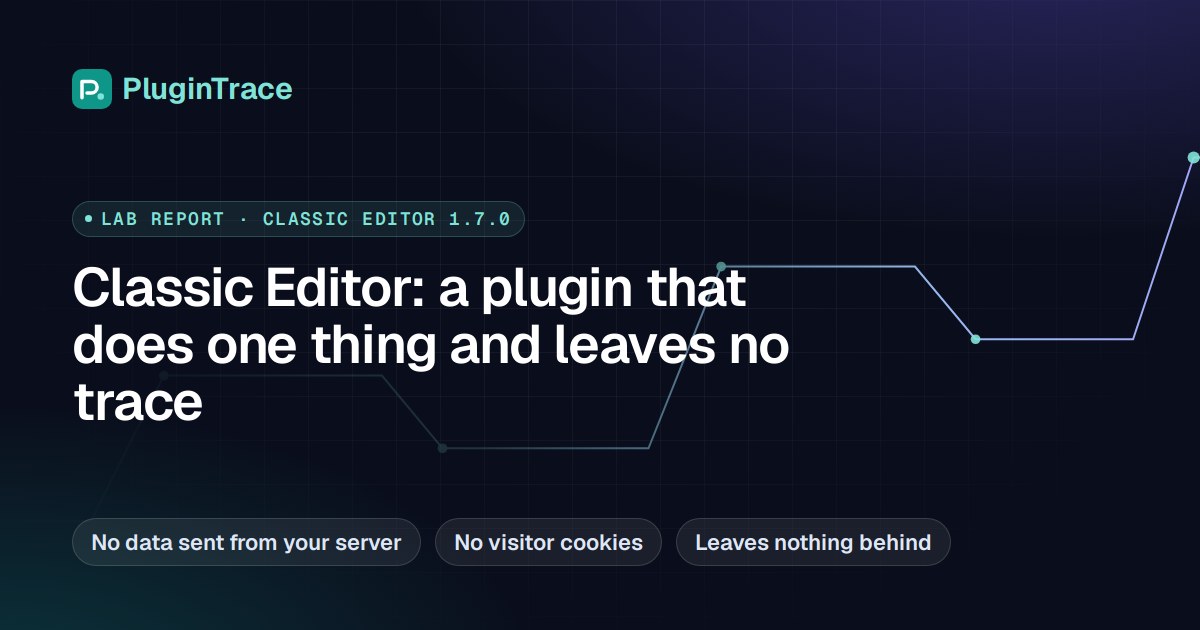 PluginTrace
LAB REPORT · CLASSIC EDITOR 1.7.0
Classic Editor: a plugin that
does one thing and leaves no
trace
No data sent from your server
No visitor cookies
Leaves nothing behind